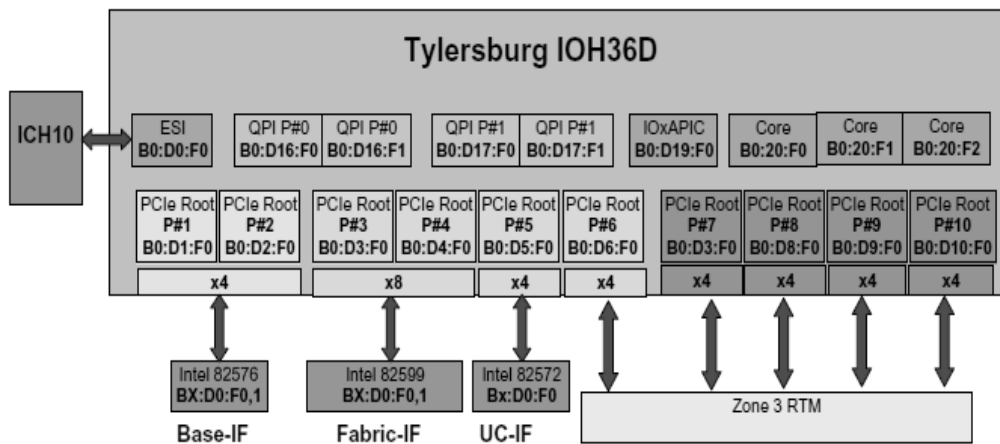 Tylersburg IOH36D
ICH10
ESI
B0:D0:F0
QPI P#0
B0:D16:F0
QPI P#0
B0:D16:F1
QPI P#1
B0:D17:F0
QPI P#1
B0:D17:F1
IOxAPIC
B0:D19:F0
Core
B0:20:F0
Core
B0:20:F1
Core
B0:20:F2
PCIe Root
P#1
B0:D1:F0
PCIe Root
P#2
B0:D2:F0
PCIe Root
P#3
B0:D3:F0
PCIe Root
P#4
B0:D4:F0
PCIe Root
P#5
B0:D5:F0
PCIe Root
P#6
B0:D6:F0
PCIe Root
P#7
B0:D3:F0
PCIe Root
P#8
B0:D8:F0
PCIe Root
P#9
B0:D9:F0
PCIe Root
P#10
B0:D10:F0
x4
x8
x4
x4
x4
x4
x4
x4
Intel 82576
BX:D0:F0,1
Intel 82599
BX:D0:F0,1
Intel 82572
Bx:D0:F0
Zone 3 RTM
Base-IF
Fabric-IF
UC-IF